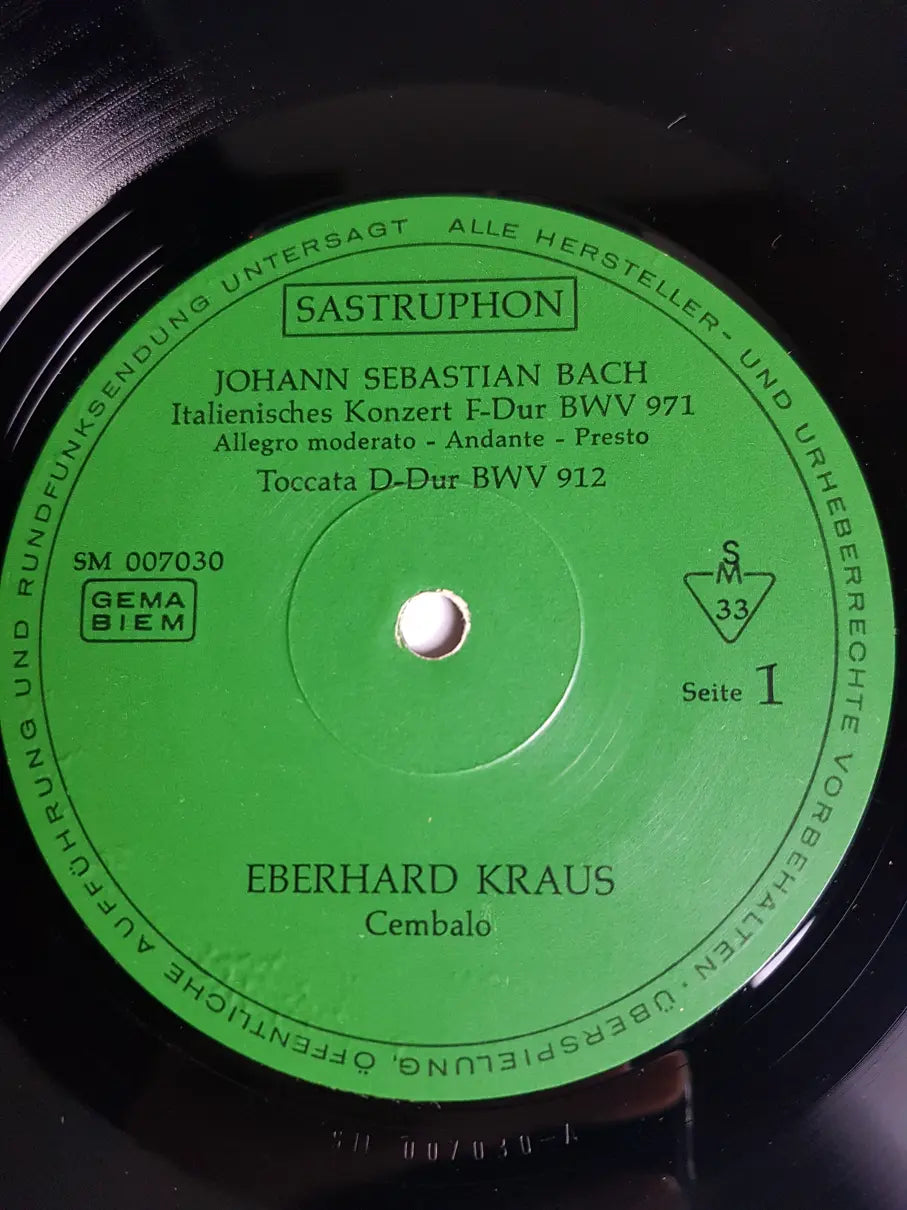 ALLE HERSTELLER- UND URHEBERRECHTE VORBEHALTEN · ÜBERSPIELUNG, ÖFFENTLICHE AUFFÜHRUNG UND RUNDFUNKSENDUNG UNTERSAGT
SASTRUPHON
JOHANN SEBASTIAN BACH
Italienisches Konzert F-Dur BWV 971
Allegro moderato - Andante - Presto
Toccata D-Dur BWV 912
SM 007030
GEMA
BIEM
S
M
33
Seite 1
EBERHARD KRAUS
Cembalo
SM 007030-A